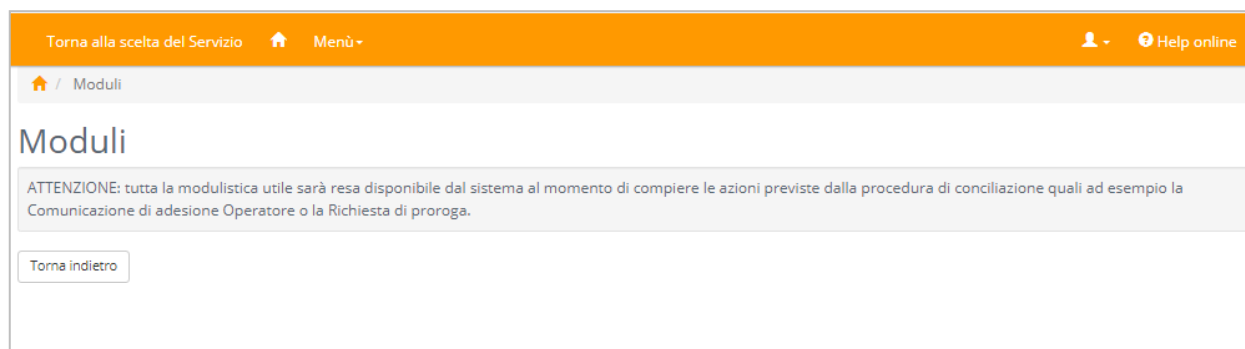 Torna alla scelta del Servizio Menù Help online
/ Moduli
Moduli
ATTENZIONE: tutta la modulistica utile sarà resa disponibile dal sistema al momento di compiere le azioni previste dalla procedura di conciliazione quali ad esempio la
Comunicazione di adesione Operatore o la Richiesta di proroga.
Torna indietro